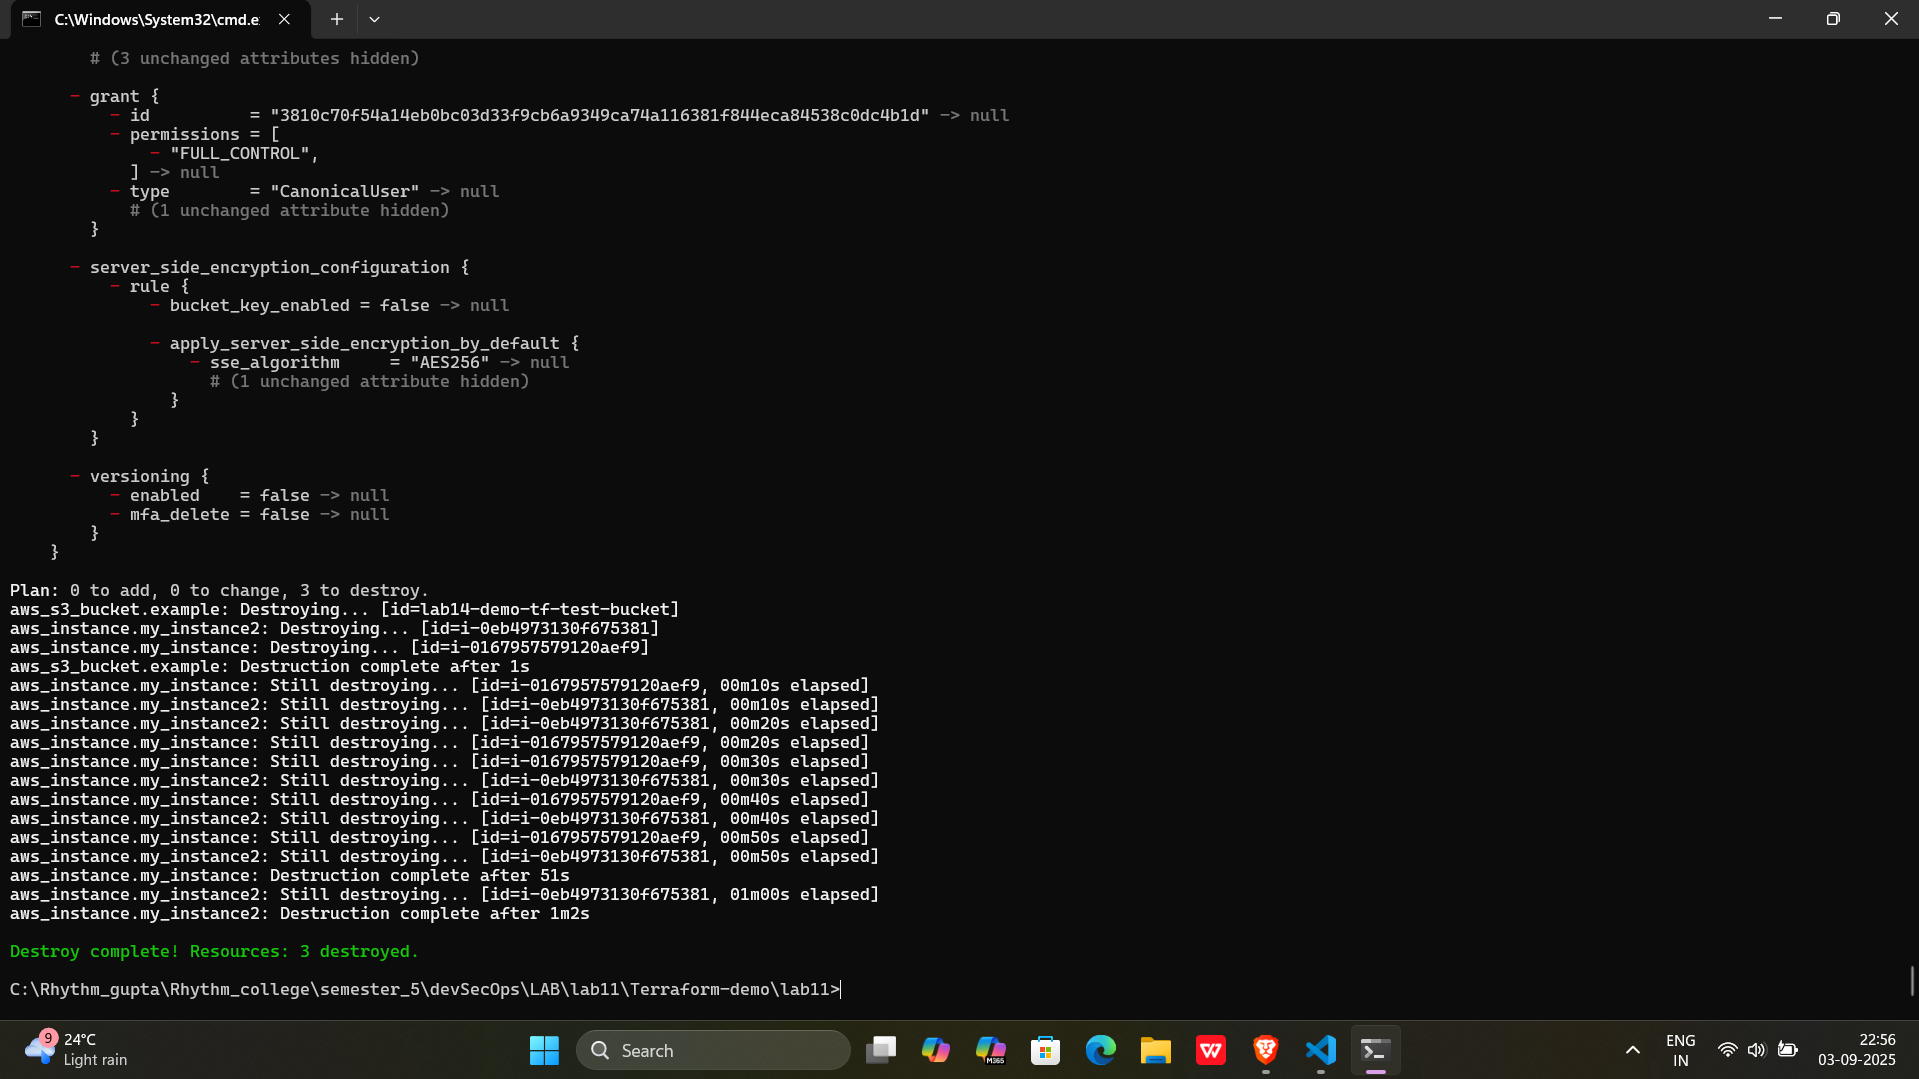 C:\Windows\System32\cmd.e
# (3 unchanged attributes hidden)
- grant {
- id          = "3810c70f54a14eb0bc03d33f9cb6a9349ca74a116381f844eca84538c0dc4b1d" -> null
- permissions = [
- "FULL_CONTROL",
] -> null
- type        = "CanonicalUser" -> null
# (1 unchanged attribute hidden)
}
- server_side_encryption_configuration {
- rule {
- bucket_key_enabled = false -> null
- apply_server_side_encryption_by_default {
- sse_algorithm     = "AES256" -> null
# (1 unchanged attribute hidden)
}
}
}
- versioning {
- enabled    = false -> null
- mfa_delete = false -> null
}
}
Plan: 0 to add, 0 to change, 3 to destroy.
aws_s3_bucket.example: Destroying... [id=lab14-demo-tf-test-bucket]
aws_instance.my_instance2: Destroying... [id=i-0eb4973130f675381]
aws_instance.my_instance: Destroying... [id=i-0167957579120aef9]
aws_s3_bucket.example: Destruction complete after 1s
aws_instance.my_instance: Still destroying... [id=i-0167957579120aef9, 00m10s elapsed]
aws_instance.my_instance2: Still destroying... [id=i-0eb4973130f675381, 00m10s elapsed]
aws_instance.my_instance2: Still destroying... [id=i-0eb4973130f675381, 00m20s elapsed]
aws_instance.my_instance: Still destroying... [id=i-0167957579120aef9, 00m20s elapsed]
aws_instance.my_instance: Still destroying... [id=i-0167957579120aef9, 00m30s elapsed]
aws_instance.my_instance2: Still destroying... [id=i-0eb4973130f675381, 00m30s elapsed]
aws_instance.my_instance: Still destroying... [id=i-0167957579120aef9, 00m40s elapsed]
aws_instance.my_instance2: Still destroying... [id=i-0eb4973130f675381, 00m40s elapsed]
aws_instance.my_instance: Still destroying... [id=i-0167957579120aef9, 00m50s elapsed]
aws_instance.my_instance2: Still destroying... [id=i-0eb4973130f675381, 00m50s elapsed]
aws_instance.my_instance: Destruction complete after 51s
aws_instance.my_instance2: Still destroying... [id=i-0eb4973130f675381, 01m00s elapsed]
aws_instance.my_instance2: Destruction complete after 1m2s
Destroy complete! Resources: 3 destroyed.
C:\Rhythm_gupta\Rhythm_college\semester_5\devSecOps\LAB\lab11\Terraform-demo\lab11>
9
24°C
Light rain
Search
M365
W
ENG
IN
22:56
03-09-2025